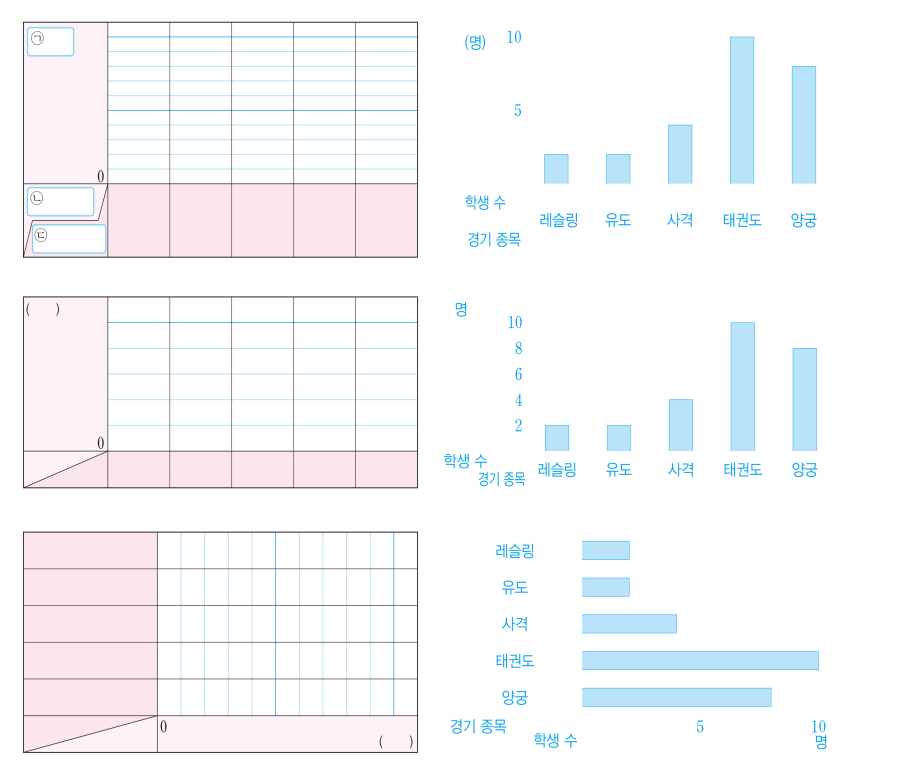 ㉠
0
㉡
㉢
(명) 10
5
학생 수
레슬링 유도 사격 태권도 양궁
경기 종목
( )
0
명
10
8
6
4
2
학생 수
레슬링 유도 사격 태권도 양궁
경기 종목
0
( )
레슬링
유도
사격
태권도
양궁
경기 종목 5 10
학생 수 명